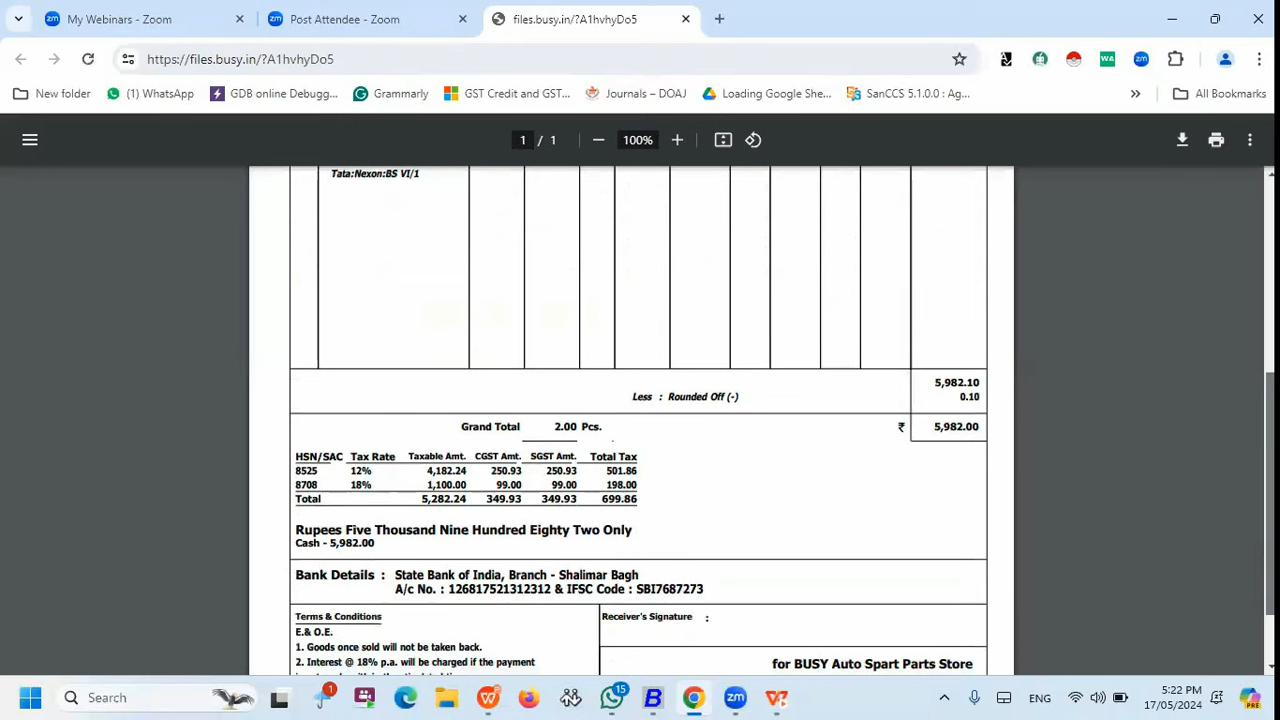 My Webinars - Zoom
Post Attendee - Zoom
files.busy.in/?A1hvhyDo5
https://files.busy.in/?A1hvhyDo5
New folder
(1) WhatsApp
GDB online Debugg...
Grammarly
GST Credit and GST...
Journals – DOAJ
Loading Google She...
SanCCS 5.1.0.0 : Ag...
All Bookmarks
1 / 1
100%
Tata:Nexon:BS VI/1
5,982.10
Less : Rounded Off (-) 0.10
Grand Total 2.00 Pcs. ₹ 5,982.00
HSN/SAC Tax Rate Taxable Amt. CGST Amt. SGST Amt. Total Tax
8525 12% 4,182.24 250.93 250.93 501.86
8708 18% 1,100.00 99.00 99.00 198.00
Total 5,282.24 349.93 349.93 699.86
Rupees Five Thousand Nine Hundred Eighty Two Only
Cash - 5,982.00
Bank Details : State Bank of India, Branch - Shalimar Bagh
A/c No. : 126817521312312 & IFSC Code : SBI7687273
Terms & Conditions
E.& O.E.
1. Goods once sold will not be taken back.
2. Interest @ 18% p.a. will be charged if the payment
Receiver's Signature :
for BUSY Auto Spart Parts Store
Search
1
15
ENG
5:22 PM
17/05/2024
PRE